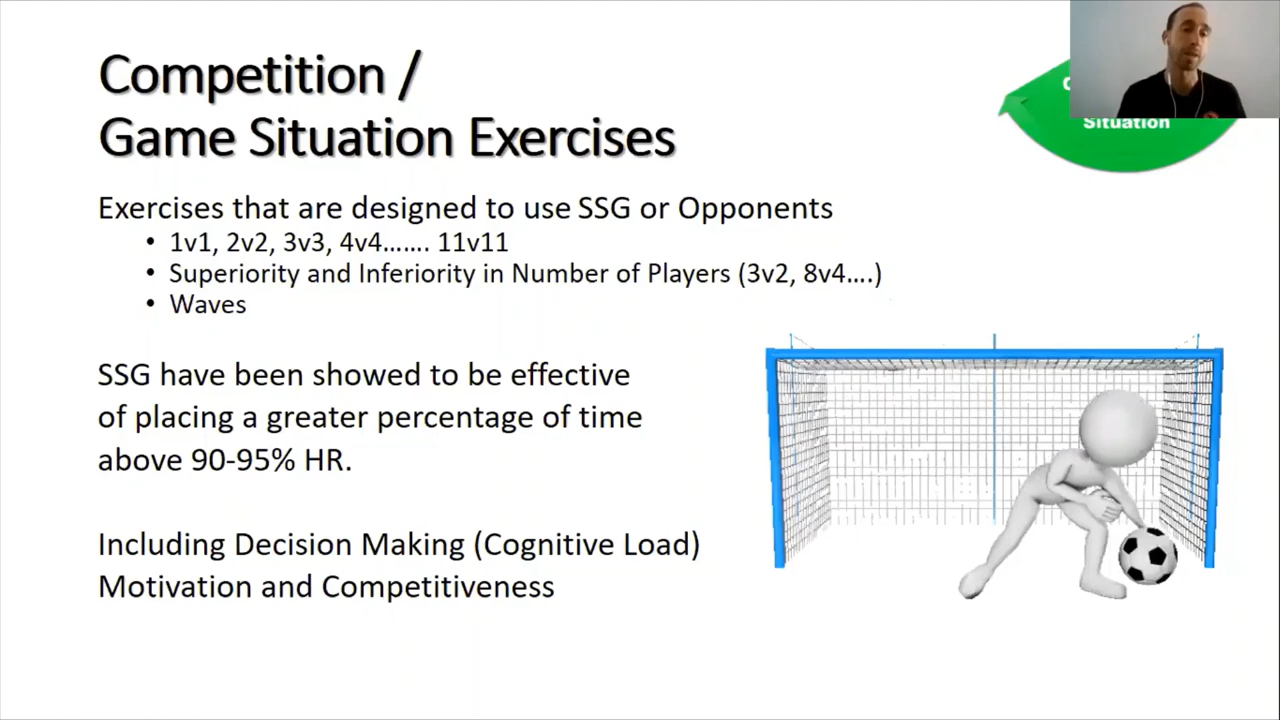 Competition /
Game Situation Exercises
Situation
Exercises that are designed to use SSG or Opponents
• 1v1, 2v2, 3v3, 4v4……. 11v11
• Superiority and Inferiority in Number of Players (3v2, 8v4….)
• Waves
SSG have been showed to be effective
of placing a greater percentage of time
above 90-95% HR.
Including Decision Making (Cognitive Load)
Motivation and Competitiveness